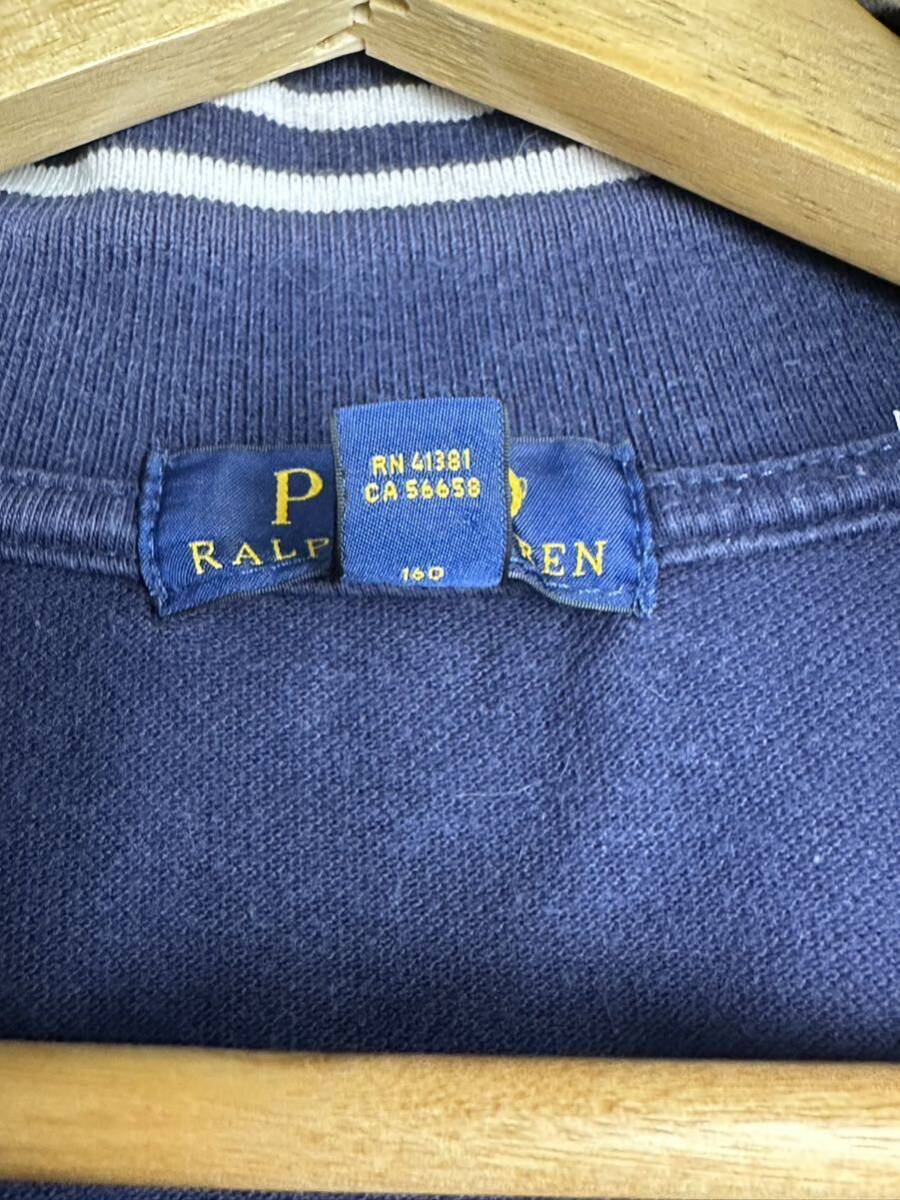 RN 41381
CA 56658
160
P O
RALP REN